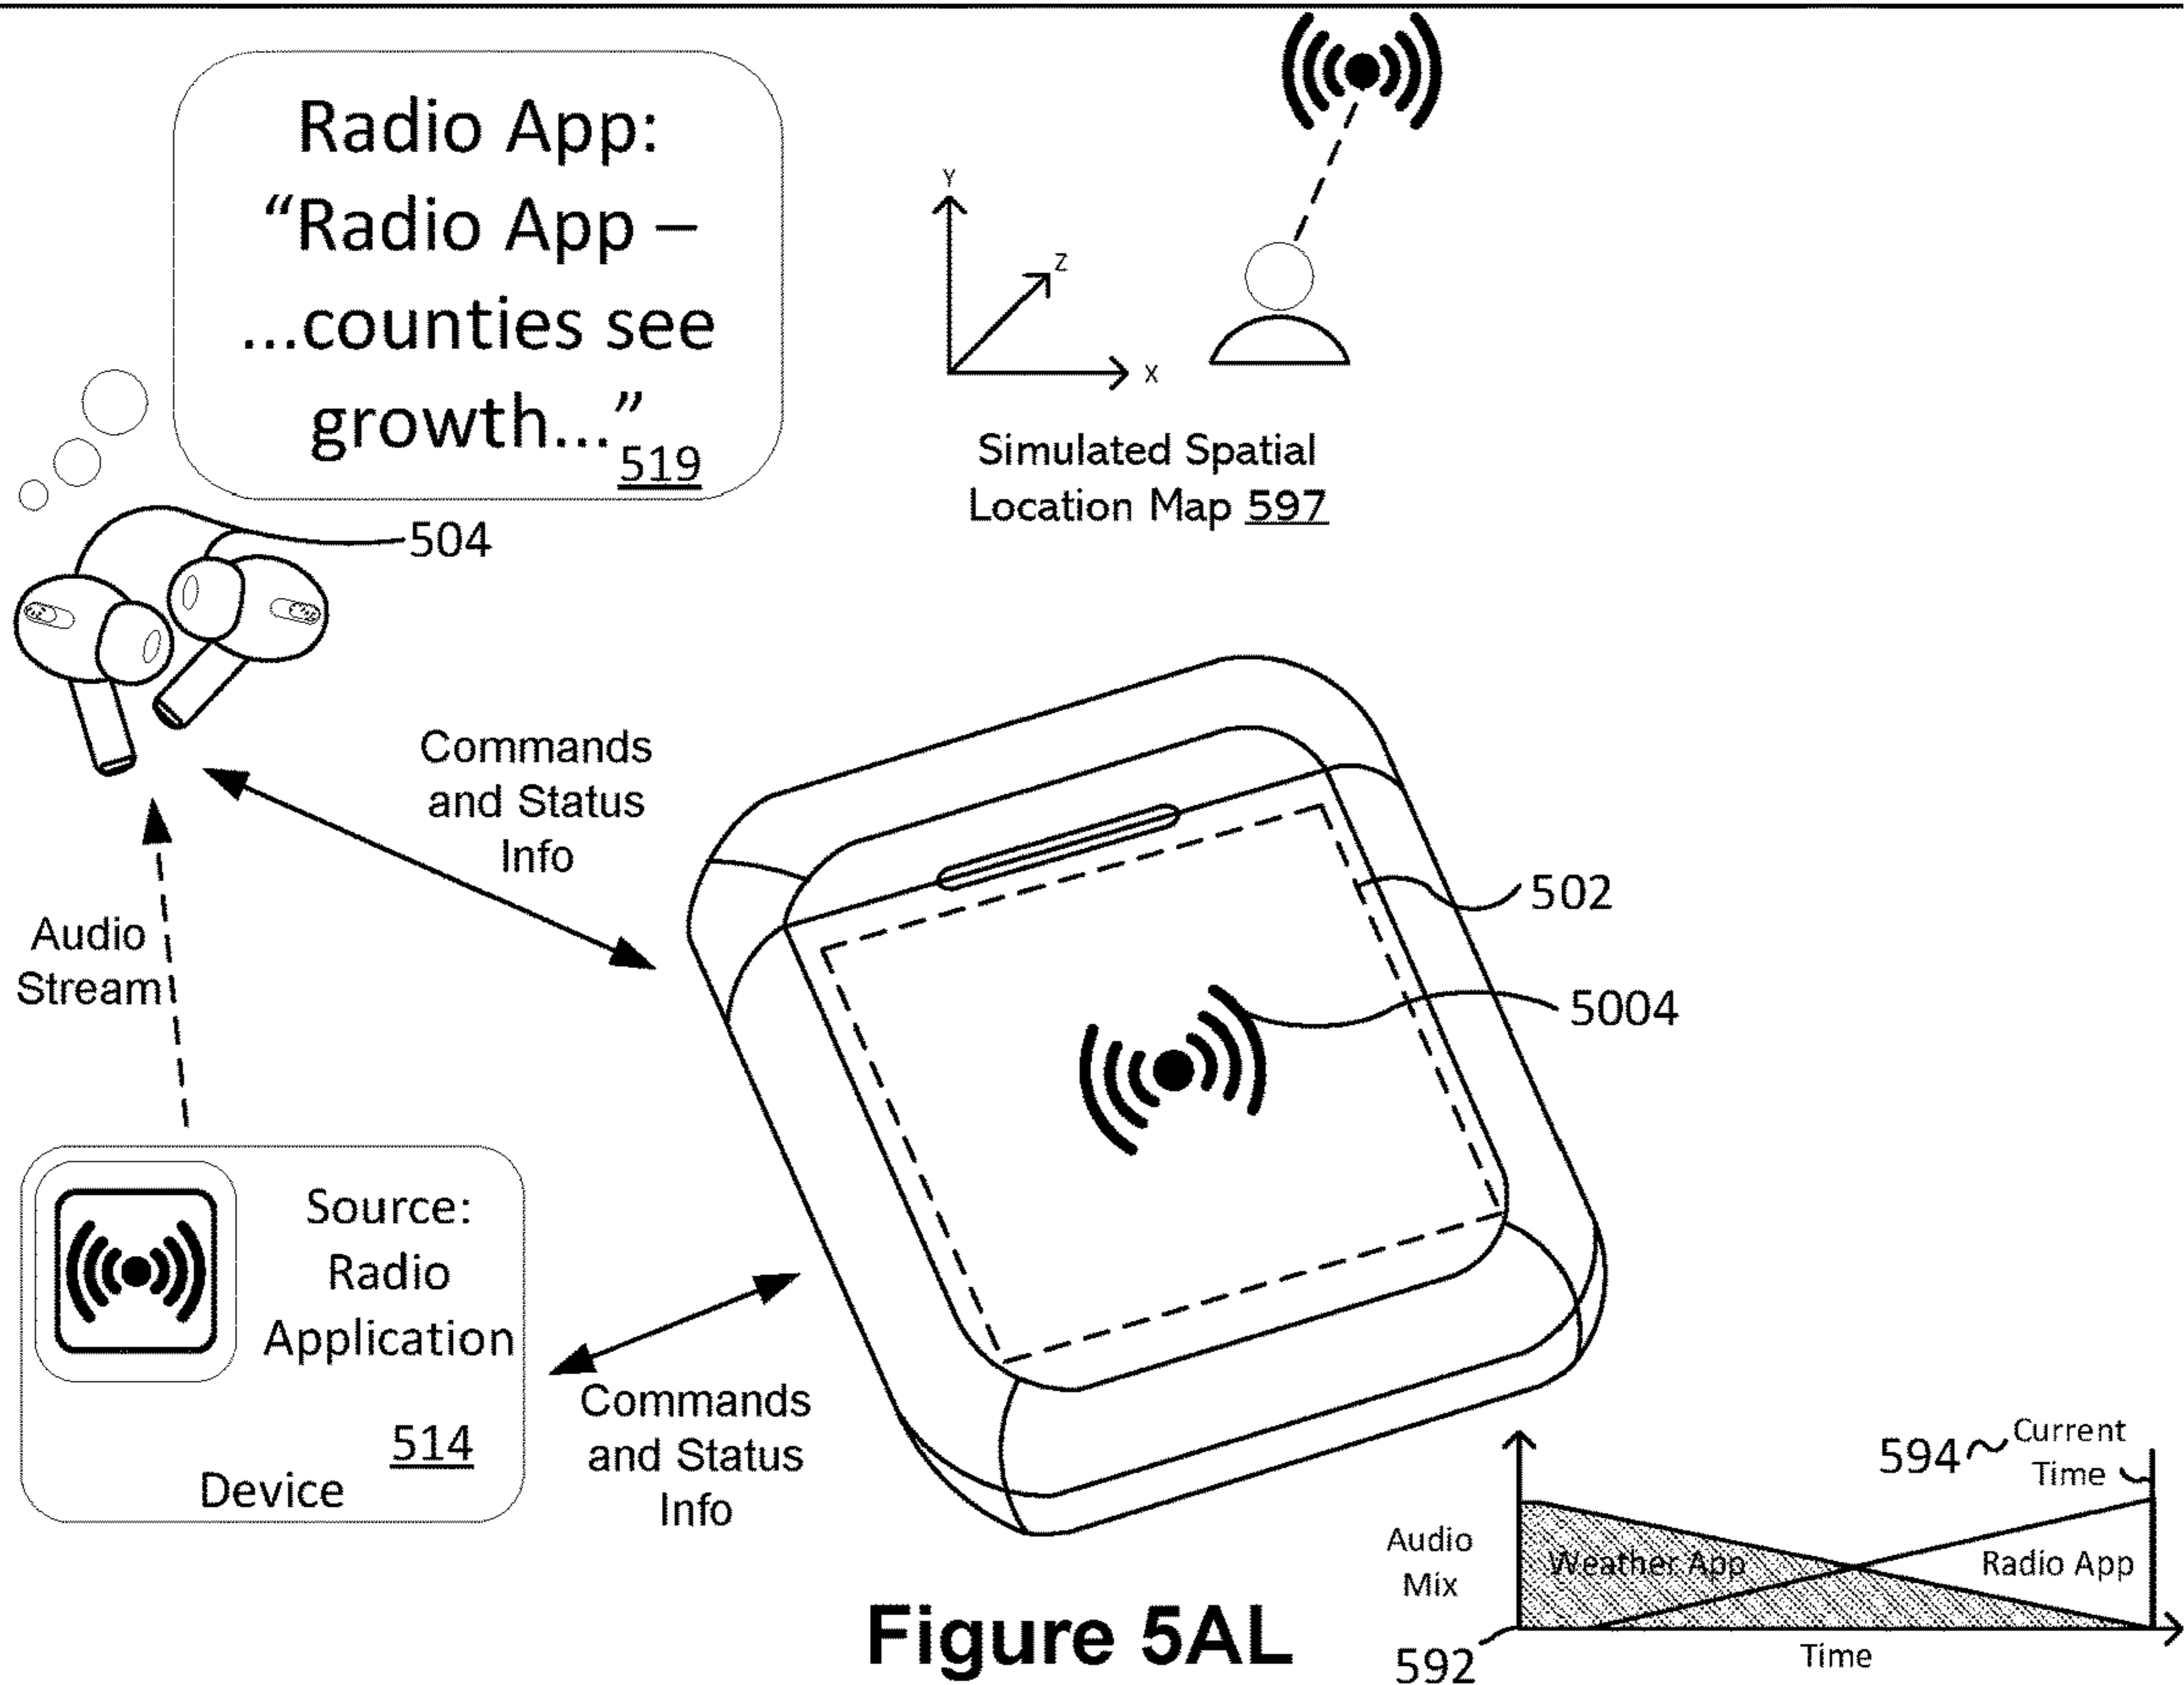 Radio App:
“Radio App –
...counties see
growth...”
519
Y
Z
X
Simulated Spatial
Location Map 597
504
Commands
and Status
Info
Audio
Stream
502
5004
Source:
Radio
Application
514
Device
Commands
and Status
Info
594
Current
Time
Audio
Mix
Weather App
Radio App
592
Time
Figure 5AL